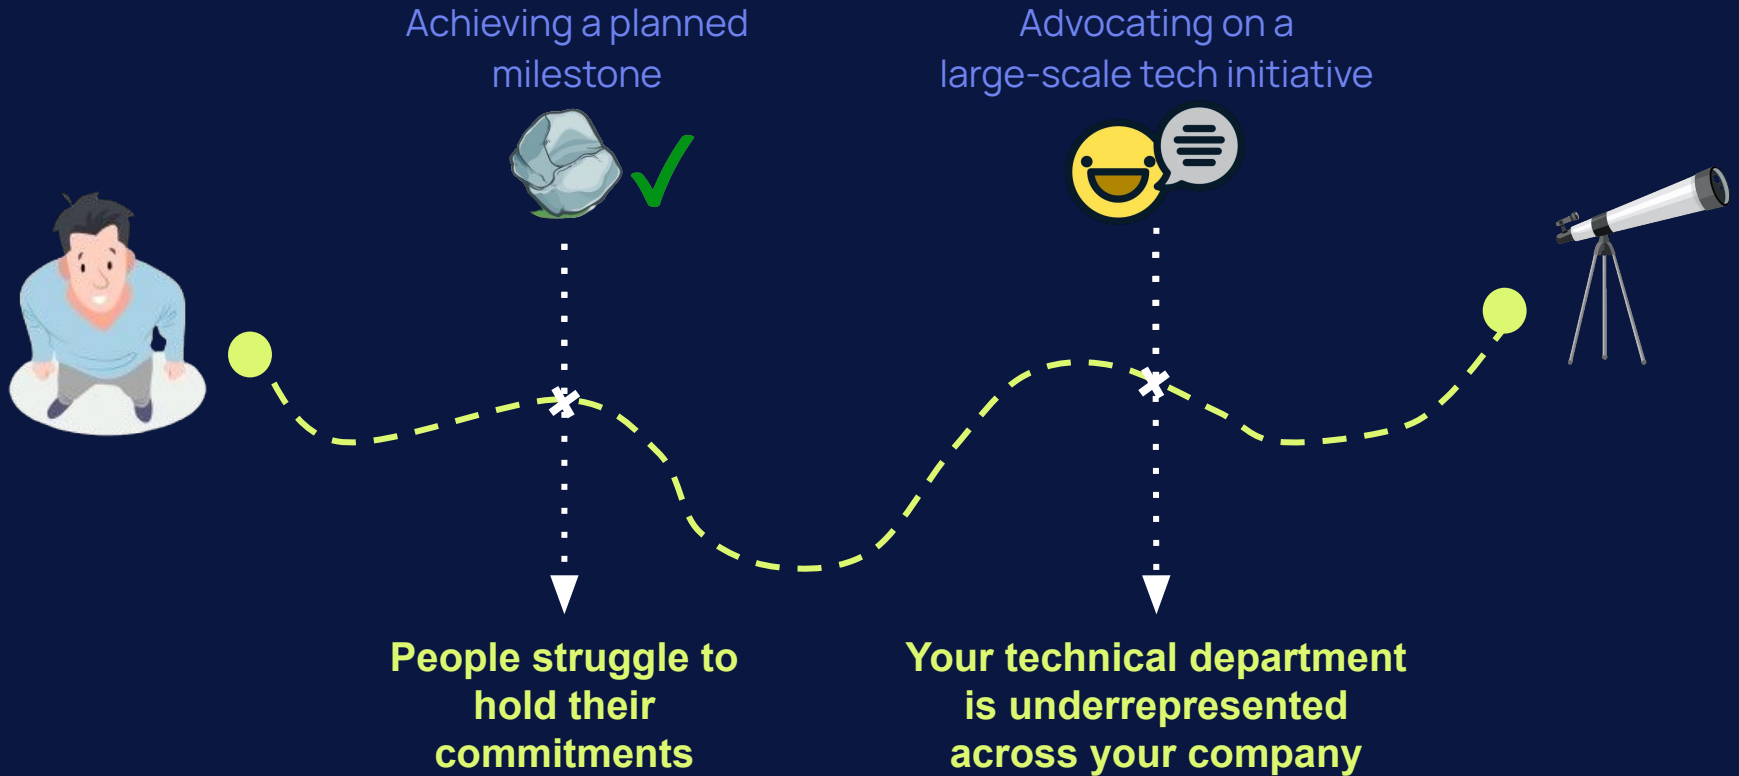 Achieving a planned
milestone
Advocating on a
large-scale tech initiative
People struggle to
hold their
commitments
Your technical department
is underrepresented
across your company